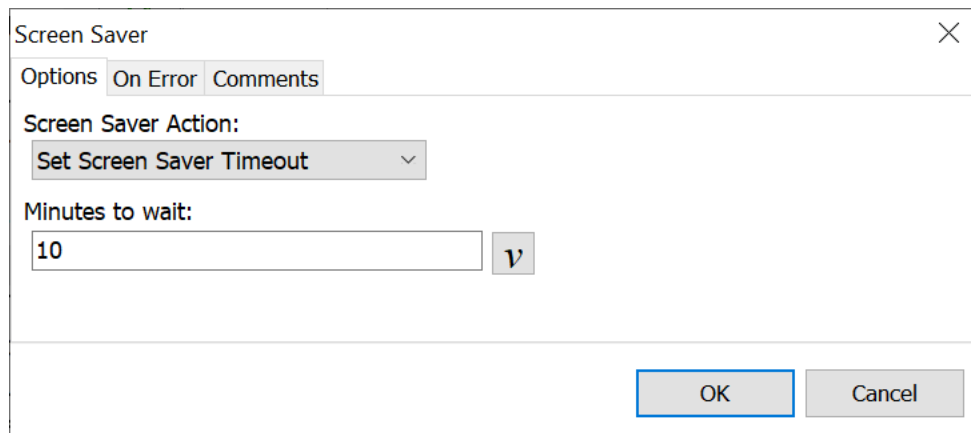 Screen Saver
Options On Error Comments
Screen Saver Action:
Set Screen Saver Timeout
Minutes to wait:
10 v
OK Cancel